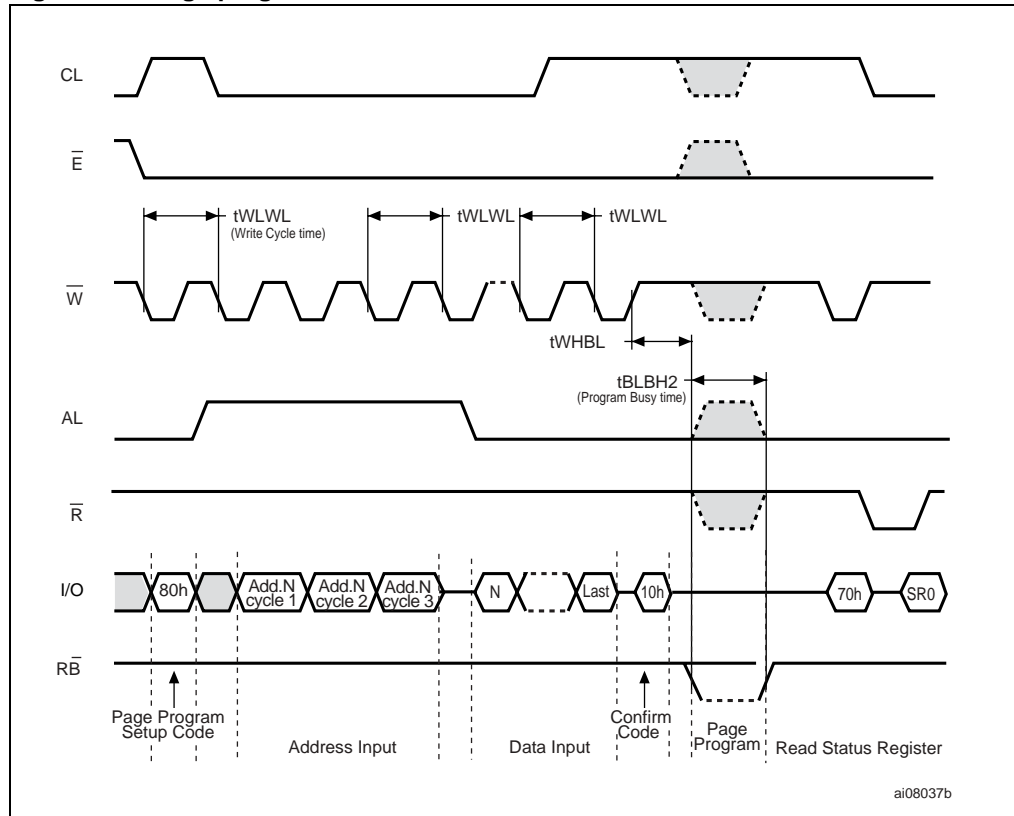 CL
E
tWLWL
(Write Cycle time)
tWLWL
tWLWL
W
tWHBL
tBLBH2
(Program Busy time)
AL
R
I/O
80h
Add.N
cycle 1
Add.N
cycle 2
Add.N
cycle 3
N
Last
10h
70h
SR0
RB
Page Program
Setup Code
Address Input
Data Input
Confirm
Code
Page
Program
Read Status Register
ai08037b